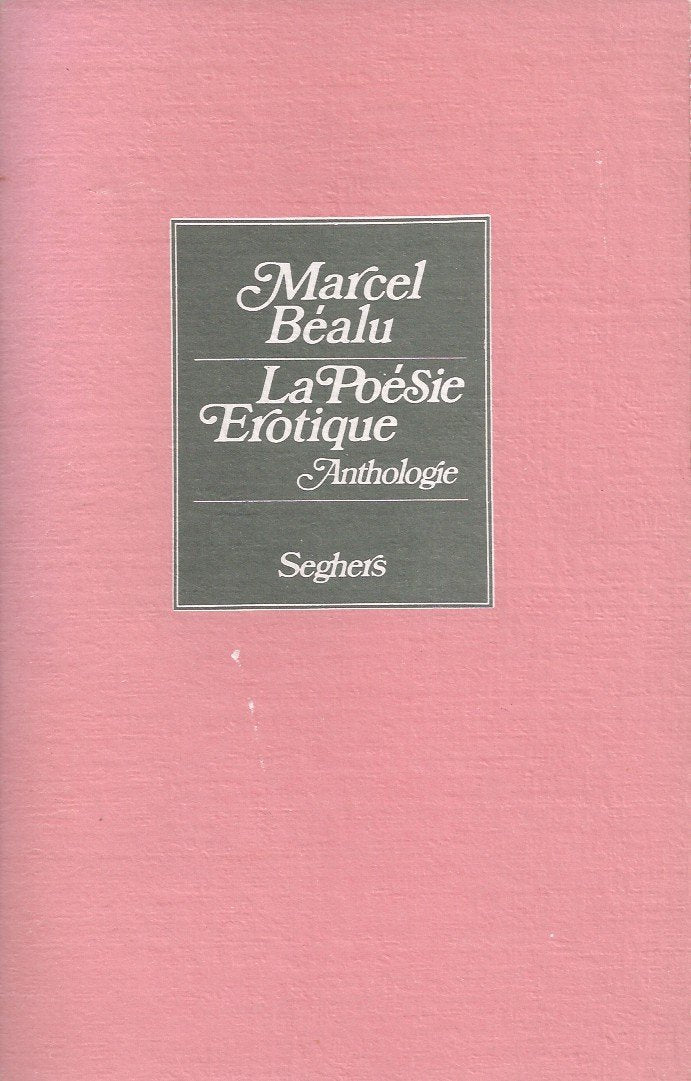 Marcel
Béalu
La Poésie
Erotique
Anthologie
Seghers